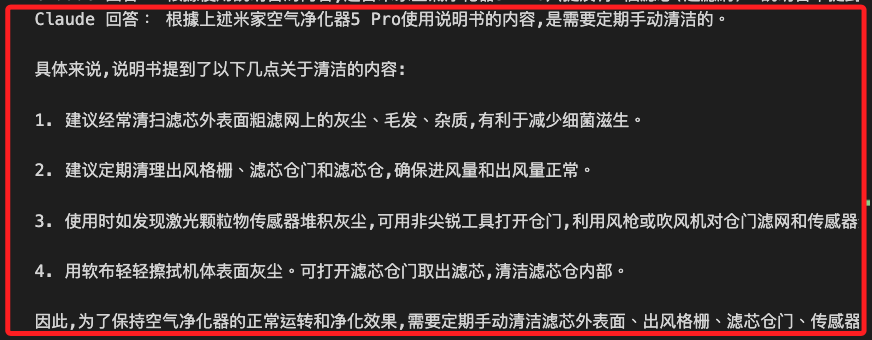 Claude 回答： 根據上述米家空气净化器5 Pro使用说明书的内容,是需要定期手动清洁的。
具体来说,说明书提到了以下几点关于清洁的内容:
1. 建议经常清扫滤芯外表面粗滤网上的灰尘、毛发、杂质,有利于减少细菌滋生。
2. 建议定期清理出风格栅、滤芯仓门和滤芯仓,确保进风量和出风量正常。
3. 使用时如发现激光颗粒物传感器堆积灰尘,可用非尖锐工具打开仓门,利用风枪或吹风机对仓门滤网和传感器
4. 用软布轻轻擦拭机体表面灰尘。可打开滤芯仓门取出滤芯,清洁滤芯仓内部。
因此,为了保持空气净化器的正常运转和净化效果,需要定期手动清洁滤芯外表面、出风格栅、滤芯仓门、传感器